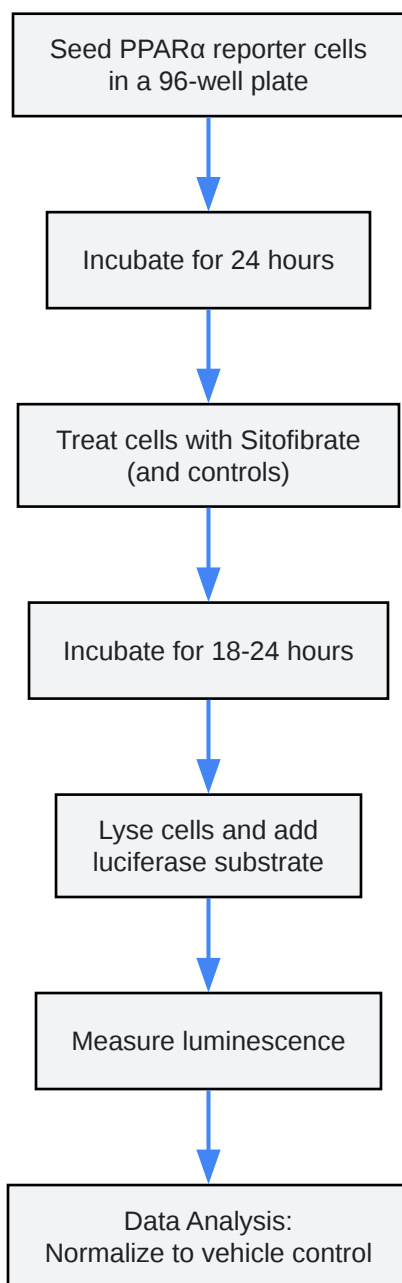 Seed PPARα reporter cells
in a 96-well plate
Incubate for 24 hours
Treat cells with Sitofibrate
(and controls)
Incubate for 18-24 hours
Lyse cells and add
luciferase substrate
Measure luminescence
Data Analysis:
Normalize to vehicle control